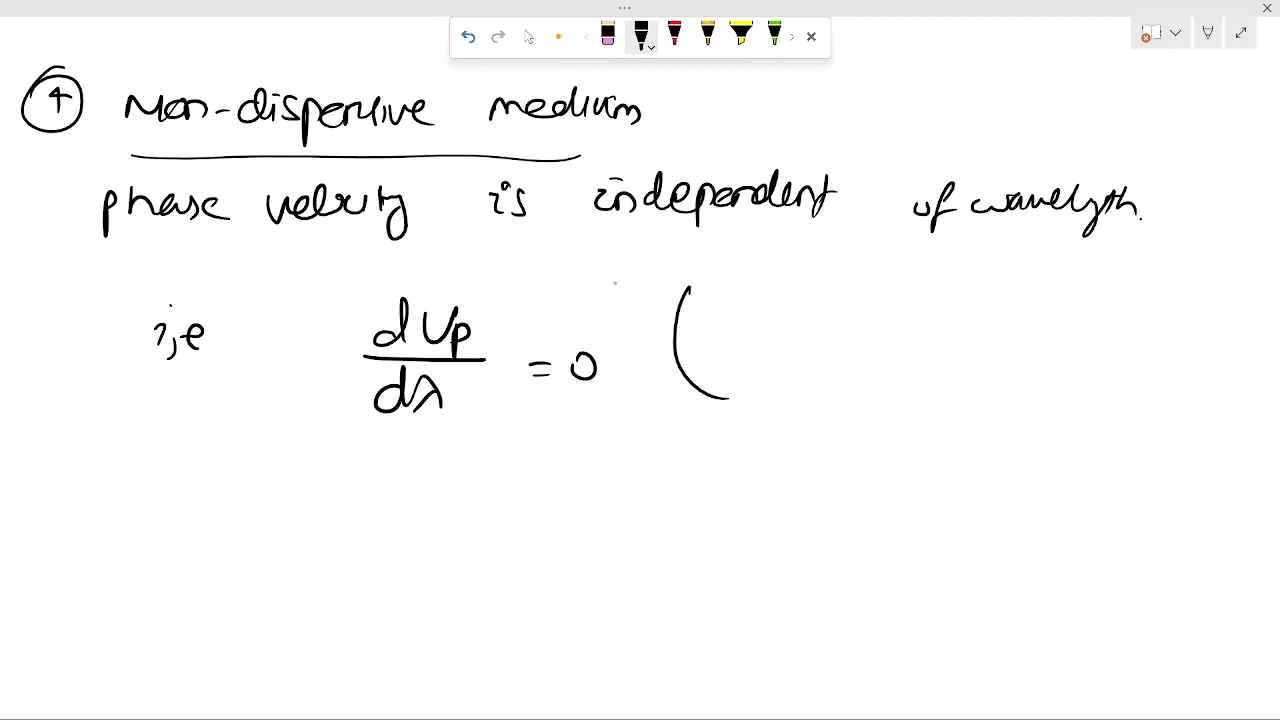 ④ Non-dispersive medium
phase velocity is independent of wavelength.
i,e dVp/dλ = 0 (